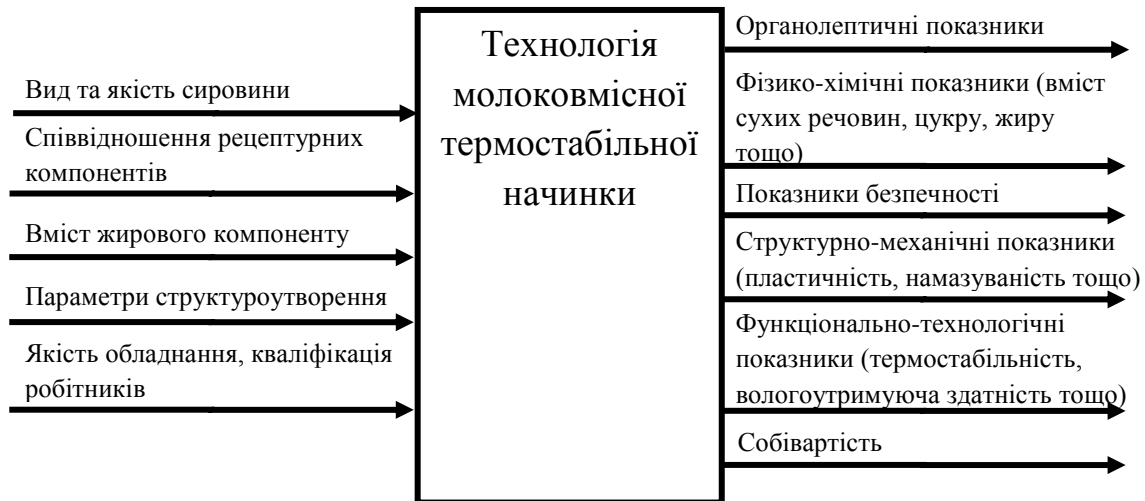 Вид та якість сировини
Співвідношення рецептурних
компонентів
Вміст жирового компоненту
Параметри структуроутворення
Якість обладнання, кваліфікація
робітників
Технологія
молоковмісної
термостабільної
начинки
Органолептичні показники
Фізико-хімічні показники (вміст
сухих речовин, цукру, жиру
тощо)
Показники безпечності
Структурно-механічні показники
(пластичність, намазуваність тощо)
Функціонально-технологічні
показники (термостабільність,
вологоутримуюча здатність тощо)
Собівартість